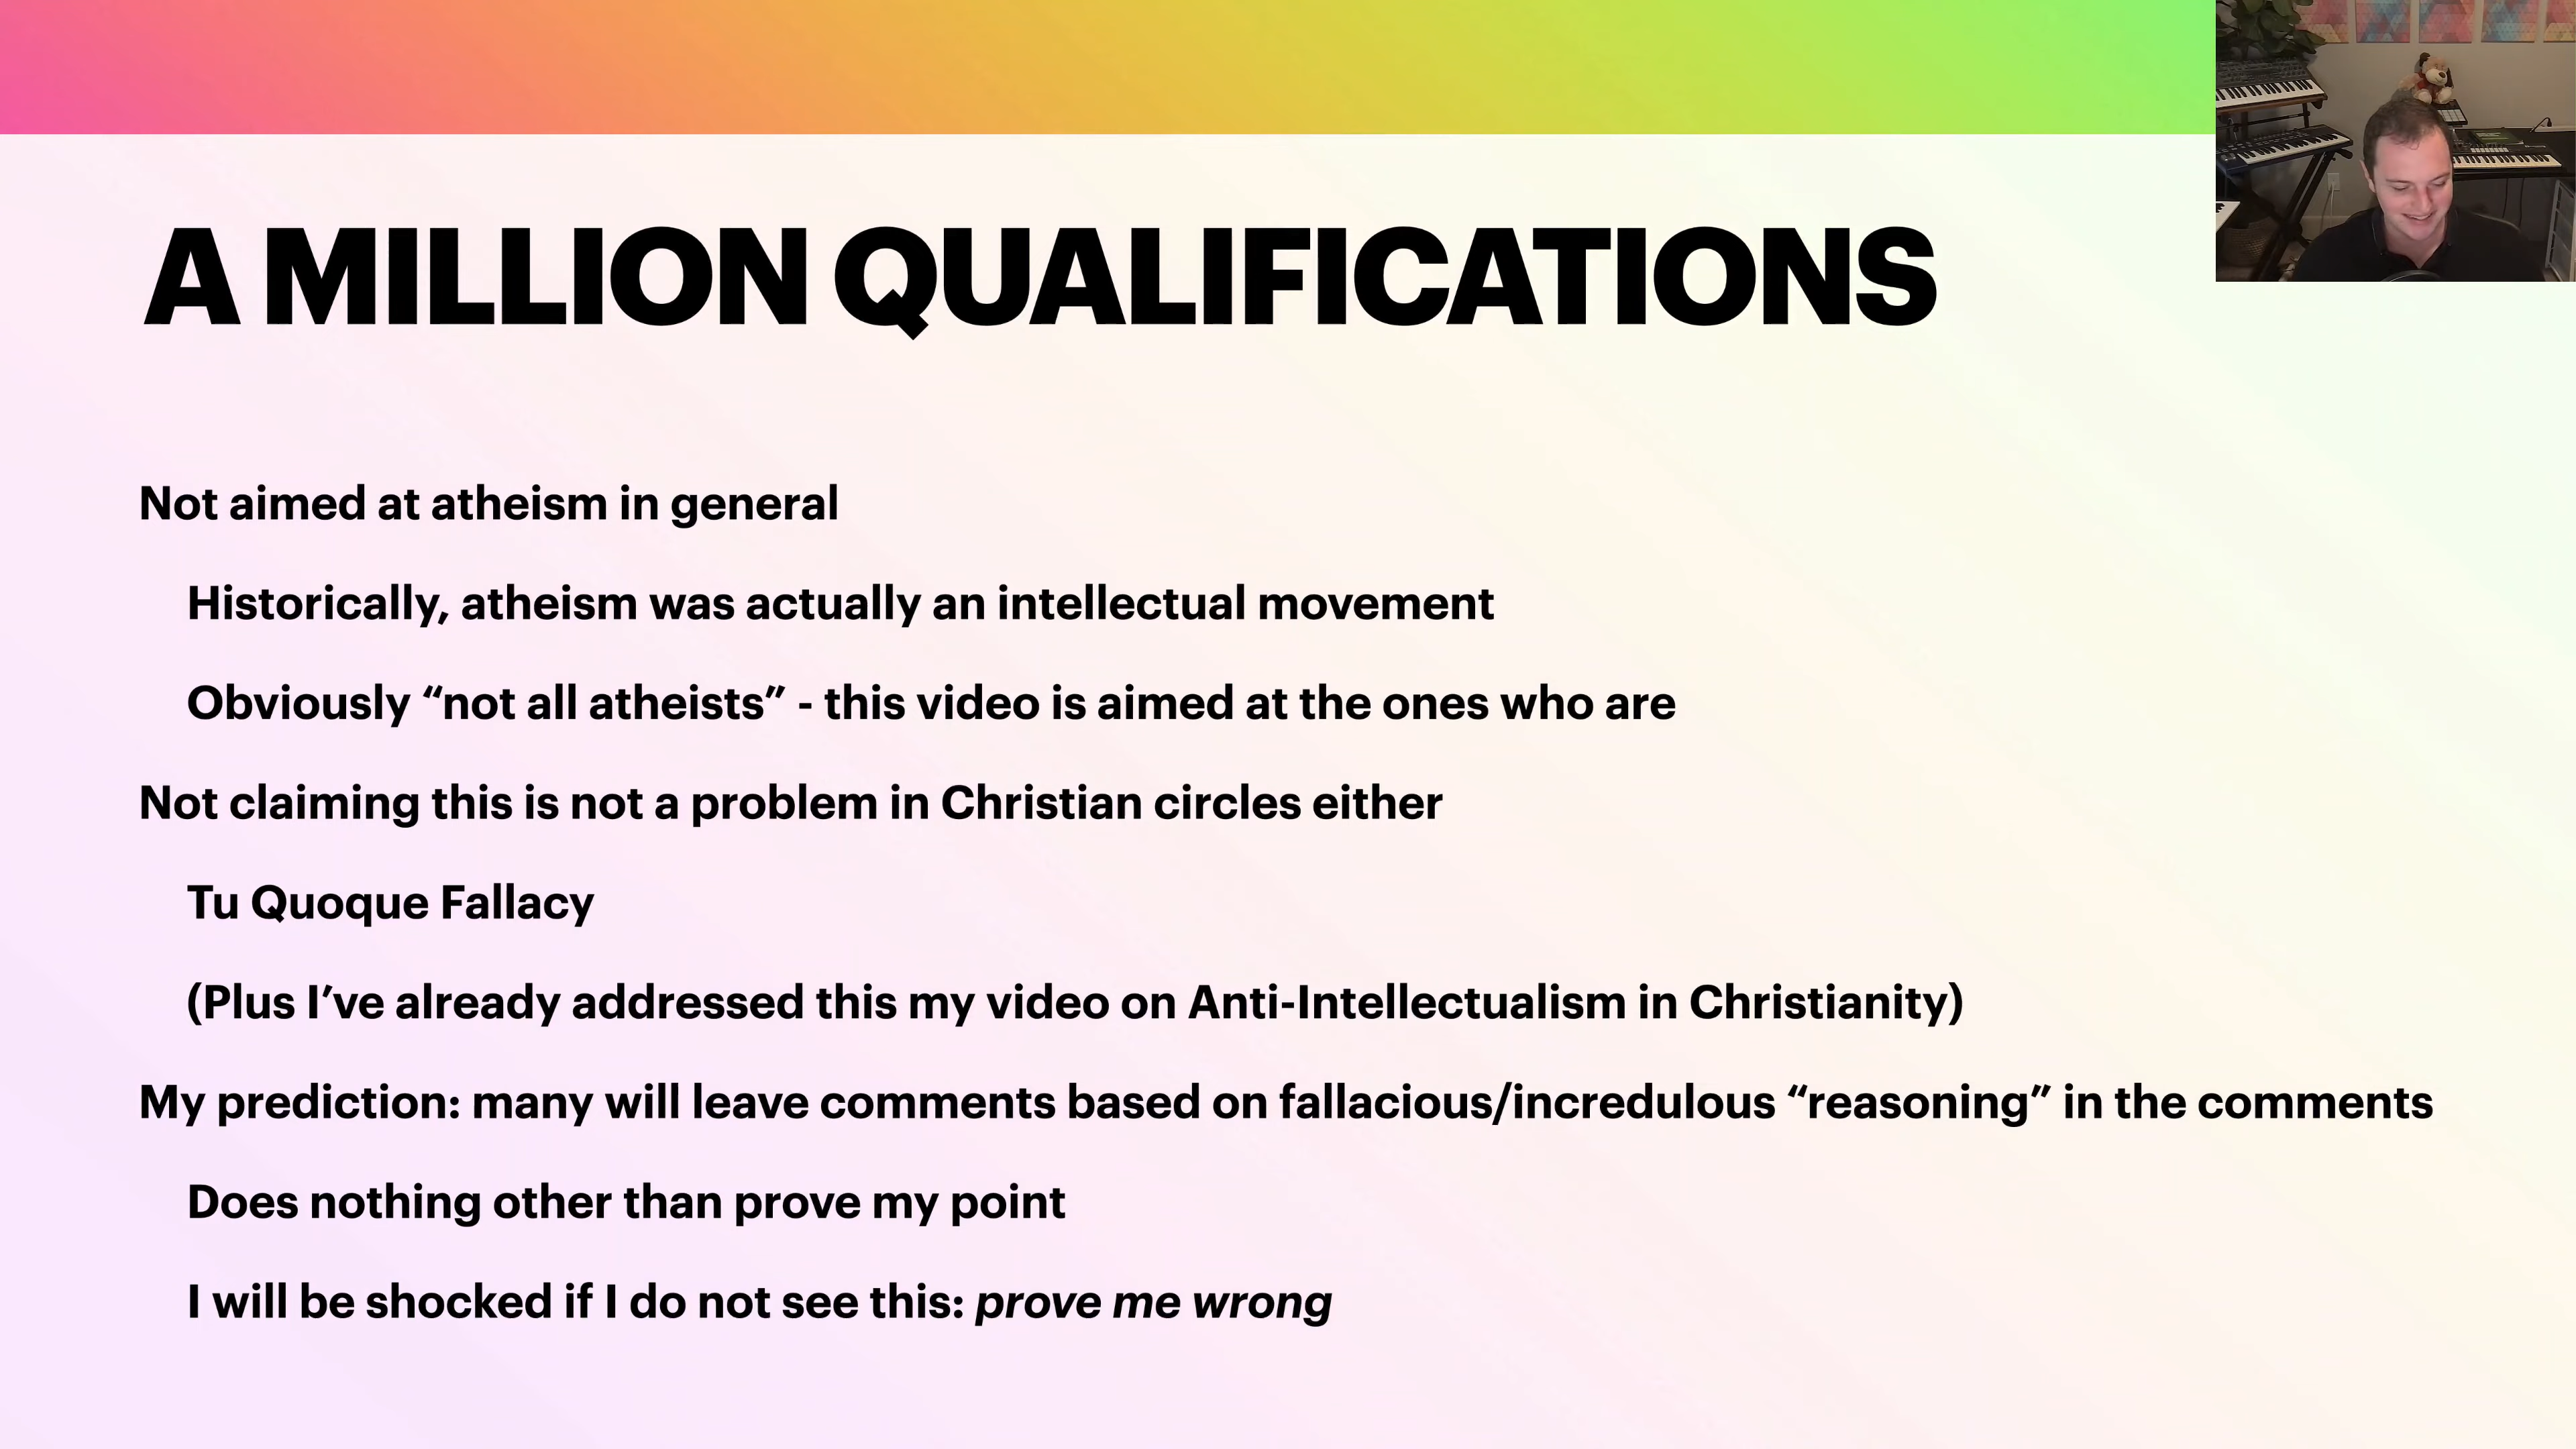 A MILLION QUALIFICATIONS
Not aimed at atheism in general
Historically, atheism was actually an intellectual movement
Obviously “not all atheists” - this video is aimed at the ones who are
Not claiming this is not a problem in Christian circles either
Tu Quoque Fallacy
(Plus I’ve already addressed this my video on Anti-Intellectualism in Christianity)
My prediction: many will leave comments based on fallacious/incredulous “reasoning” in the comments
Does nothing other than prove my point
I will be shocked if I do not see this: prove me wrong